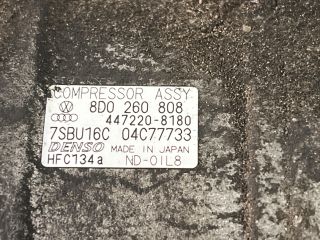 COMPRESSOR ASSY
8D0 260 808
447220-8180
7SBU16C 04C77733
DENSO MADE IN JAPAN
HFC134a ND-OIL8